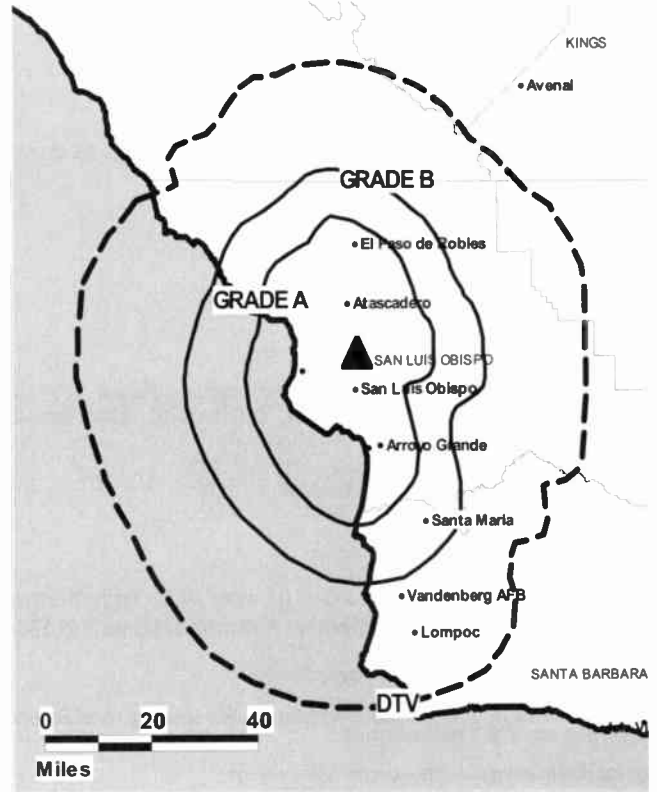 KINGS
Avenal
GRADE B
El Paso de Robles
GRADE A
Atascadero
SAN LUIS OBISPO
San Luis Obispo
Arroyo Grande
Santa Maria
Vandenberg AFB
Lompoc
SANTA BARBARA
DTV
0 20 40
Miles